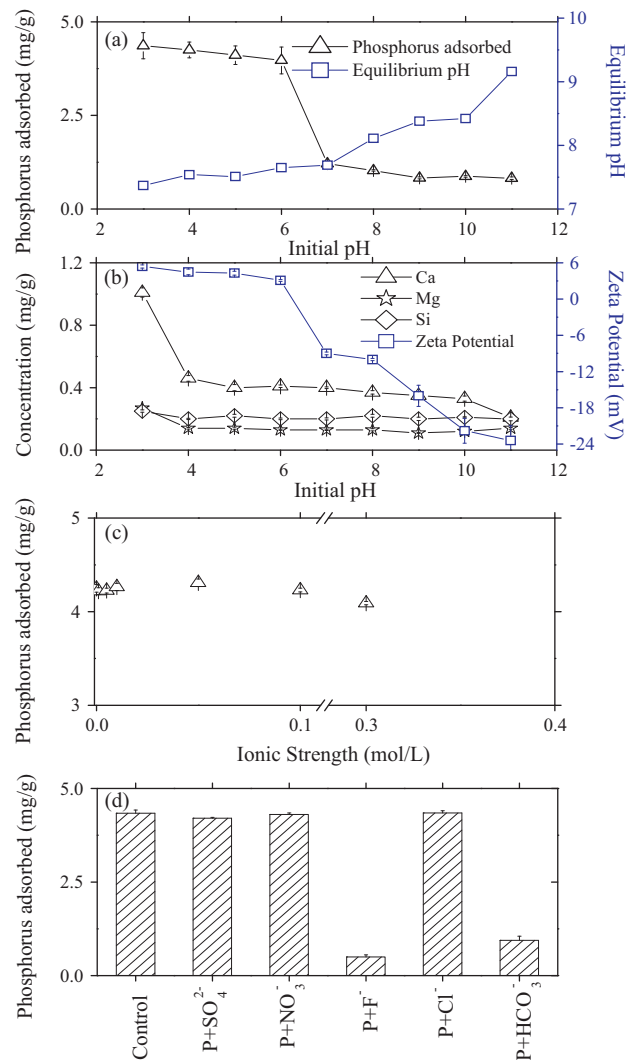 (a)
Phosphorus adsorbed
Equilibrium pH
Phosphorus adsorbed (mg/g)
5.0
2.5
0.0
Equilibrium pH
10
9
8
7
2 4 6 8 10 12
Initial pH
(b)
Ca
Mg
Si
Zeta Potential
Concentration (mg/g)
1.2
0.8
0.4
0.0
Zeta Potential (mV)
6
0
-6
-12
-18
-24
2 4 6 8 10 12
Initial pH
(c)
Phosphorus adsorbed (mg/g)
5
4
3
0.0 0.1 0.3 0.4
Ionic Strength (mol/L)
(d)
Phosphorus adsorbed (mg/g)
5.0
2.5
0.0
Control
P+SO₄²⁻
P+NO₃⁻
P+F⁻
P+Cl⁻
P+HCO₃⁻